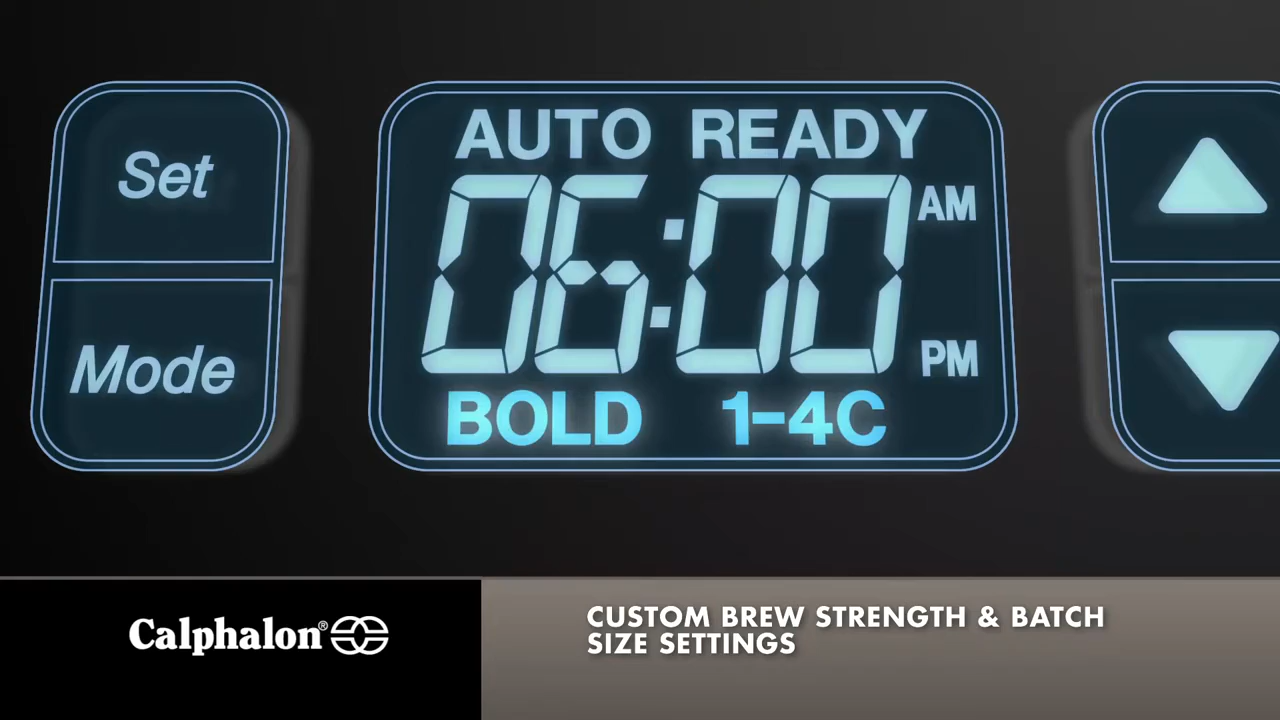 Set
Mode
AUTO READY
06:00
AM
PM
BOLD 1-4C
Calphalon®
CUSTOM BREW STRENGTH & BATCH
SIZE SETTINGS